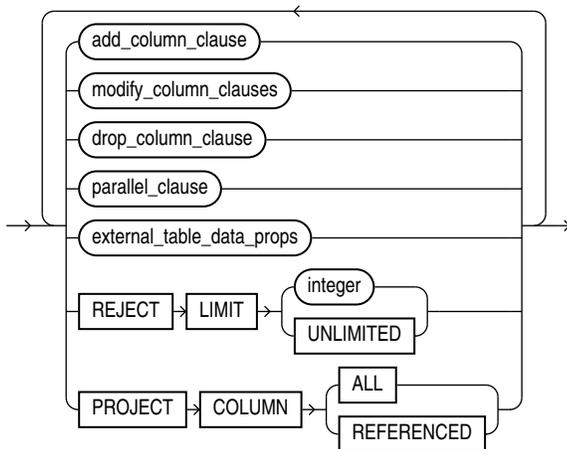 add_column_clause
modify_column_clauses
drop_column_clause
parallel_clause
external_table_data_props
REJECT LIMIT integer
UNLIMITED
PROJECT COLUMN ALL
REFERENCED